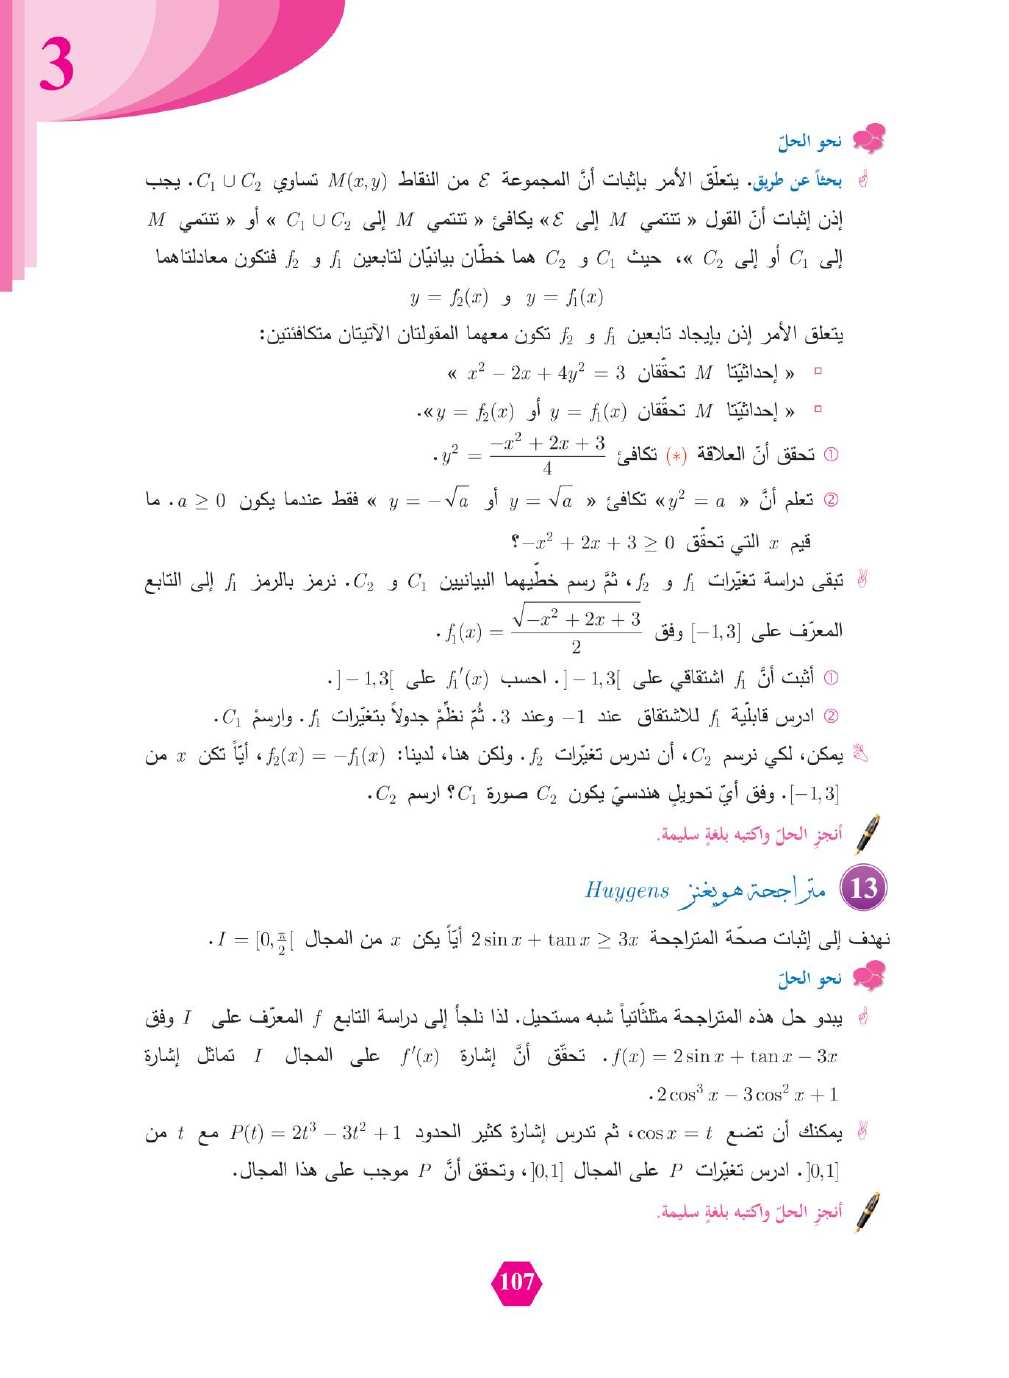 3
نحو الحلّ
بحثاً عن طريق. يتعلّق الأمر بإثبات أنَّ المجموعة ℰ من النقاط M(x,y) تساوي C₁ ∪ C₂. يجب
إذن إثبات أنّ القول « تنتمي M إلى ℰ» يكافئ « تنتمي M إلى C₁ ∪ C₂ » أو « تنتمي M
إلى C₁ أو إلى C₂ »، حيث C₁ و C₂ هما خطّان بيانيّان لتابعين f₁ و f₂ فتكون معادلتاهما
y = f₁(x) و y = f₂(x)
يتعلق الأمر إذن بإيجاد تابعين f₁ و f₂ تكون معهما المقولتان الآتيتان متكافئتين:
▫ « إحداثيّتا M تحقّقان x² − 2x + 4y² = 3 »
▫ « إحداثيّتا M تحقّقان y = f₁(x) أو y = f₂(x)».
① تحقق أنّ العلاقة (*) تكافئ y² = (−x² + 2x + 3)/4.
② تعلم أنَّ « y² = a» تكافئ « y = √a أو y = −√a » فقط عندما يكون a ≥ 0. ما
قيم x التي تحقّق −x² + 2x + 3 ≥ 0؟
تبقى دراسة تغيّرات f₁ و f₂، ثمَّ رسم خطّيهما البيانيين C₁ و C₂. نرمز بالرمز f₁ إلى التابع
المعرّف على [−1,3] وفق f₁(x) = √(−x² + 2x + 3)/2.
① أثبت أنَّ f₁ اشتقاقي على ]−1,3[. احسب f₁′(x) على ]−1,3[.
② ادرس قابليّة f₁ للاشتقاق عند −1 وعند 3. ثُمّ نظِّمْ جدولاً بتغيّرات f₁. وارسمْ C₁.
يمكن، لكي نرسم C₂، أن ندرس تغيّرات f₂. ولكن هنا، لدينا: f₂(x) = −f₁(x)، أيّاً تكن x من
[−1,3]. وفق أيّ تحويلٍ هندسيّ يكون C₂ صورة C₁؟ ارسم C₂.
أنجزِ الحلّ واكتبه بلغةٍ سليمة.
13 متراجحة هويغنز Huygens
نهدف إلى إثبات صحّة المتراجحة 2 sin x + tan x ≥ 3x أيّاً يكن x من المجال I = [0, π/2[.
نحو الحلّ
يبدو حل هذه المتراجحة مثلثّاتياً شبه مستحيل. لذا نلجأ إلى دراسة التابع f المعرّف على I وفق
f(x) = 2 sin x + tan x − 3x. تحقّق أنَّ إشارة f′(x) على المجال I تماثل إشارة
2 cos³ x − 3 cos² x + 1.
يمكنك أن تضع cos x = t، ثم تدرس إشارة كثير الحدود P(t) = 2t³ − 3t² + 1 مع t من
]0,1]. ادرس تغيّرات P على المجال ]0,1]، وتحقق أنَّ P موجب على هذا المجال.
أنجزِ الحلّ واكتبه بلغةٍ سليمة.
107